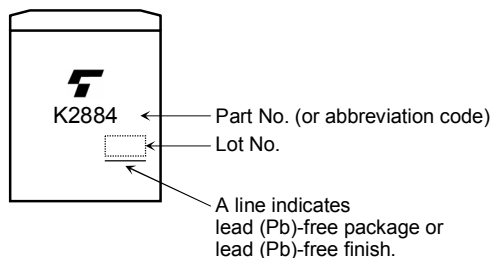 K2884
Part No. (or abbreviation code)
Lot No.
A line indicates
lead (Pb)-free package or
lead (Pb)-free finish.